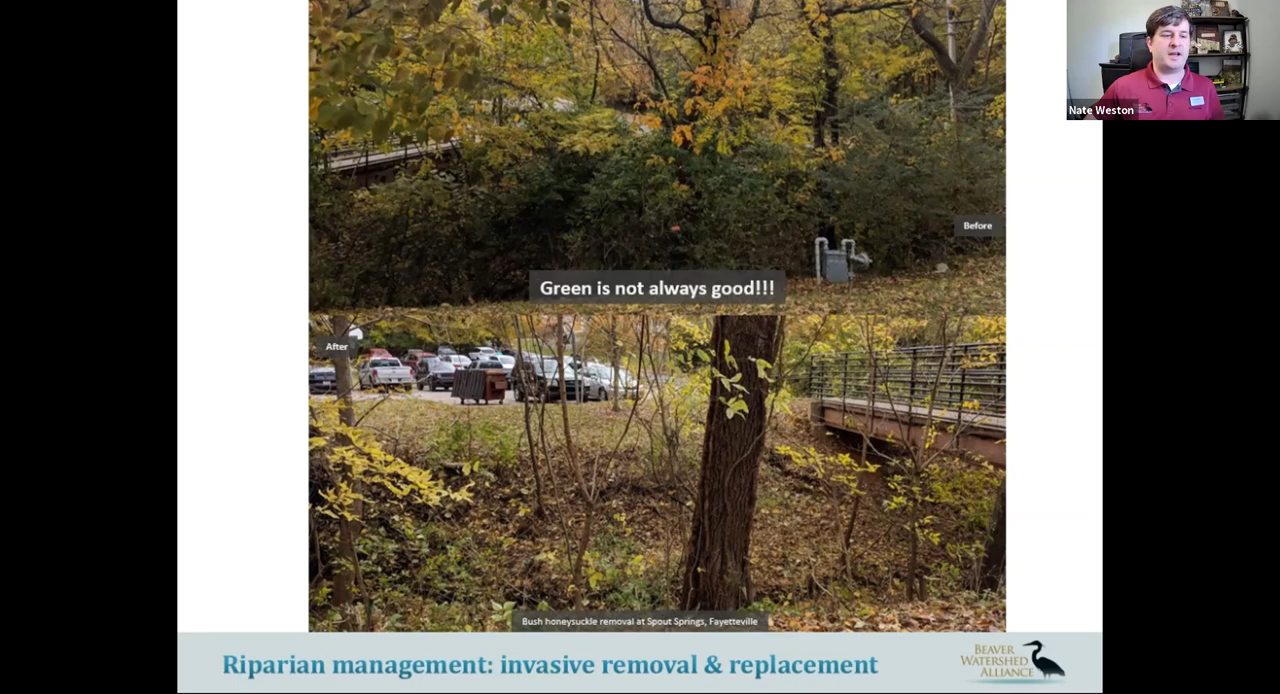 Nate Weston
Before
Green is not always good!!!
After
Bush honeysuckle removal at Spout Springs, Fayetteville
Riparian management: invasive removal & replacement
BEAVER
WATERSHED
ALLIANCE